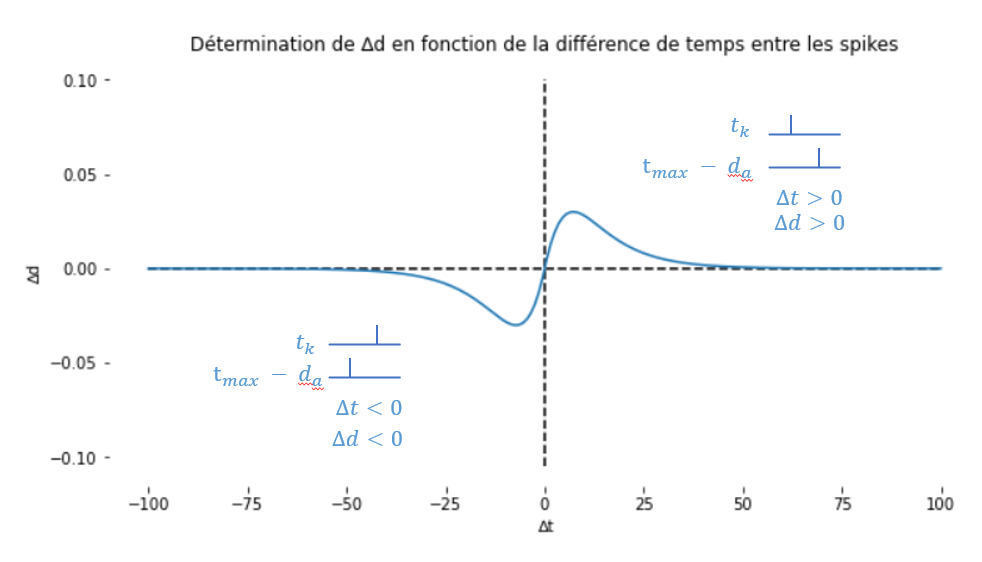 Détermination de Δd en fonction de la différence de temps entre les spikes
0.10
0.05
0.00
−0.05
−0.10
Δd
t_k
t_max − d_a
Δt > 0
Δd > 0
t_k
t_max − d_a
Δt < 0
Δd < 0
−100 −75 −50 −25 0 25 50 75 100
Δt